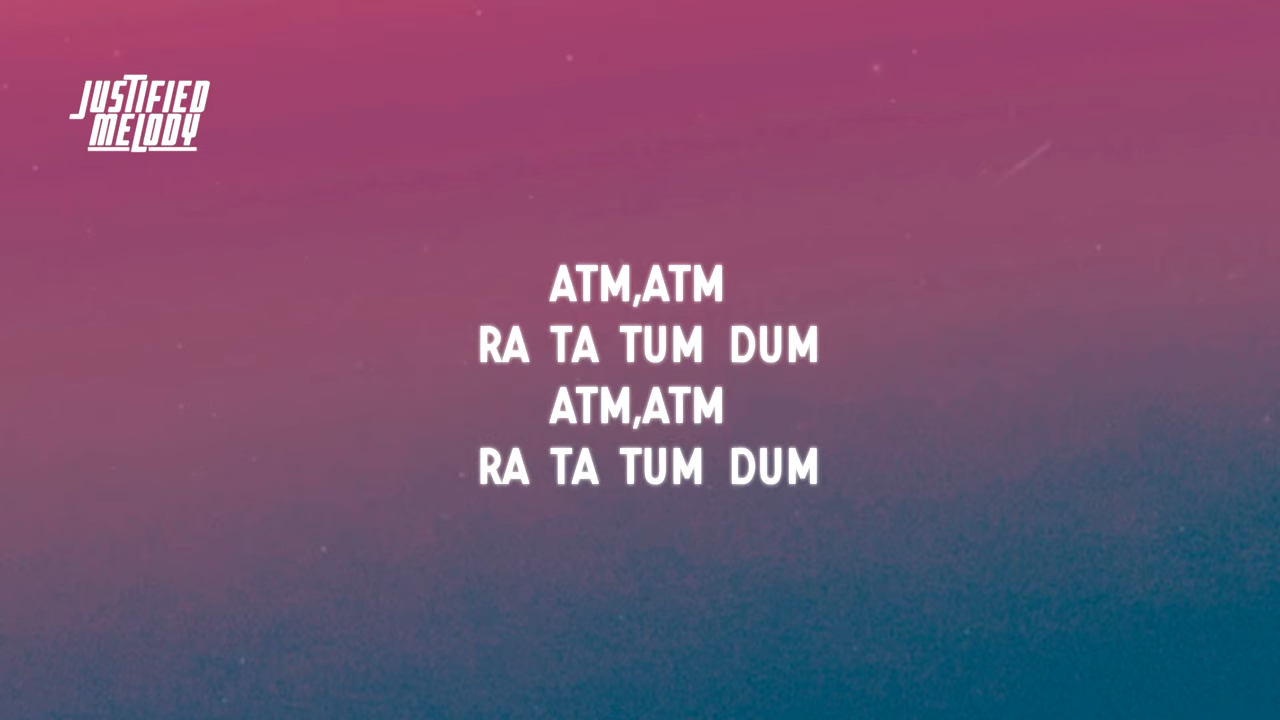 JUSTIFIED
MELODY
ATM,ATM
RA TA TUM DUM
ATM,ATM
RA TA TUM DUM